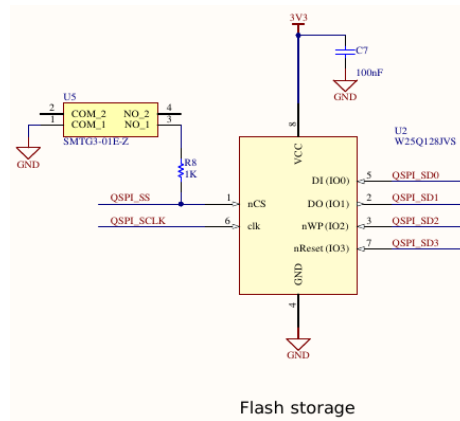 3V3
C7
100nF
GND
U5
2 COM_2 NO_2 4
1 COM_1 NO_1 3
SMTG3-01E-Z
GND
R8
1K
U2
W25Q128JVS
8
VCC
DI (IO0) 5 QSPI_SD0
QSPI_SS 1 nCS DO (IO1) 2 QSPI_SD1
QSPI_SCLK 6 clk nWP (IO2) 3 QSPI_SD2
nReset (IO3) 7 QSPI_SD3
GND
4
GND
Flash storage